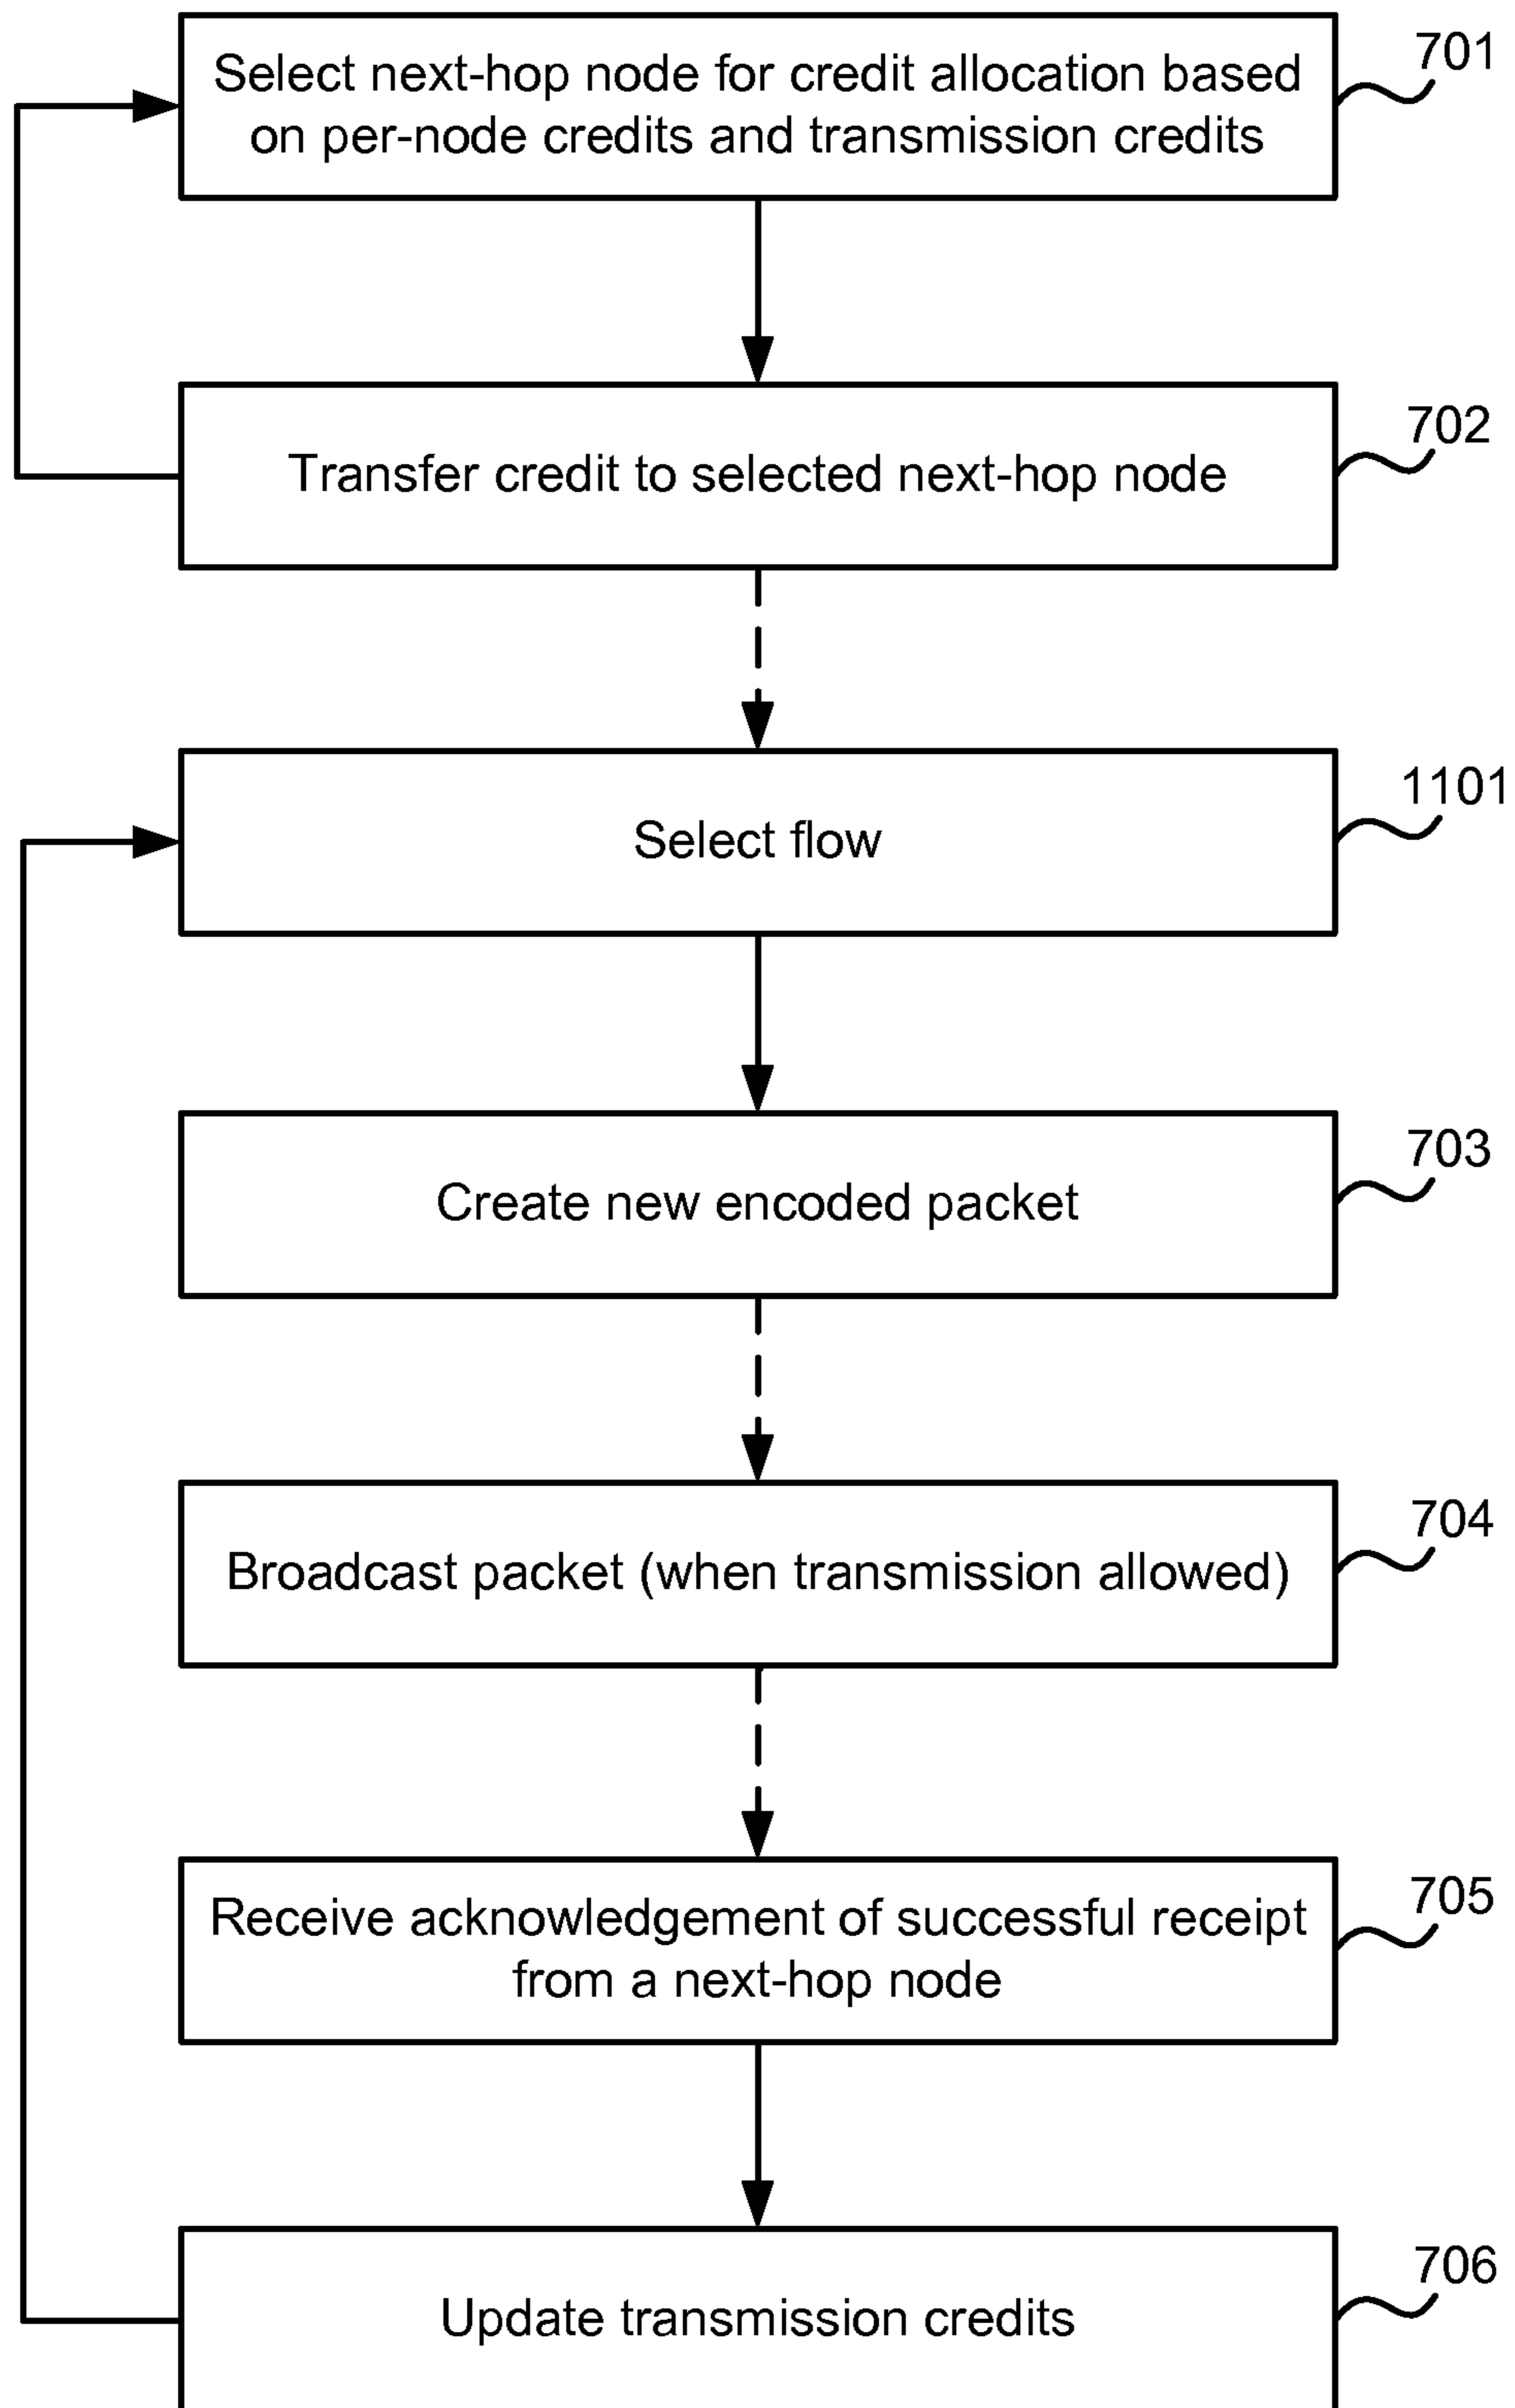 Select next-hop node for credit allocation based
on per-node credits and transmission credits
701
Transfer credit to selected next-hop node
702
Select flow
1101
Create new encoded packet
703
Broadcast packet (when transmission allowed)
704
Receive acknowledgement of successful receipt
from a next-hop node
705
Update transmission credits
706